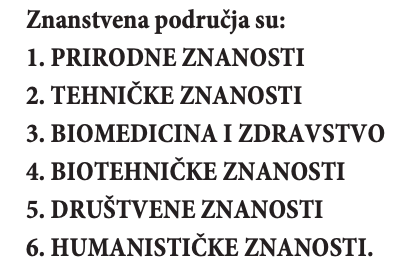 Znanstvena područja su:
1. PRIRODNE ZNANOSTI
2. TEHNIČKE ZNANOSTI
3. BIOMEDICINA I ZDRAVSTVO
4. BIOTEHNIČKE ZNANOSTI
5. DRUŠTVENE ZNANOSTI
6. HUMANISTIČKE ZNANOSTI.